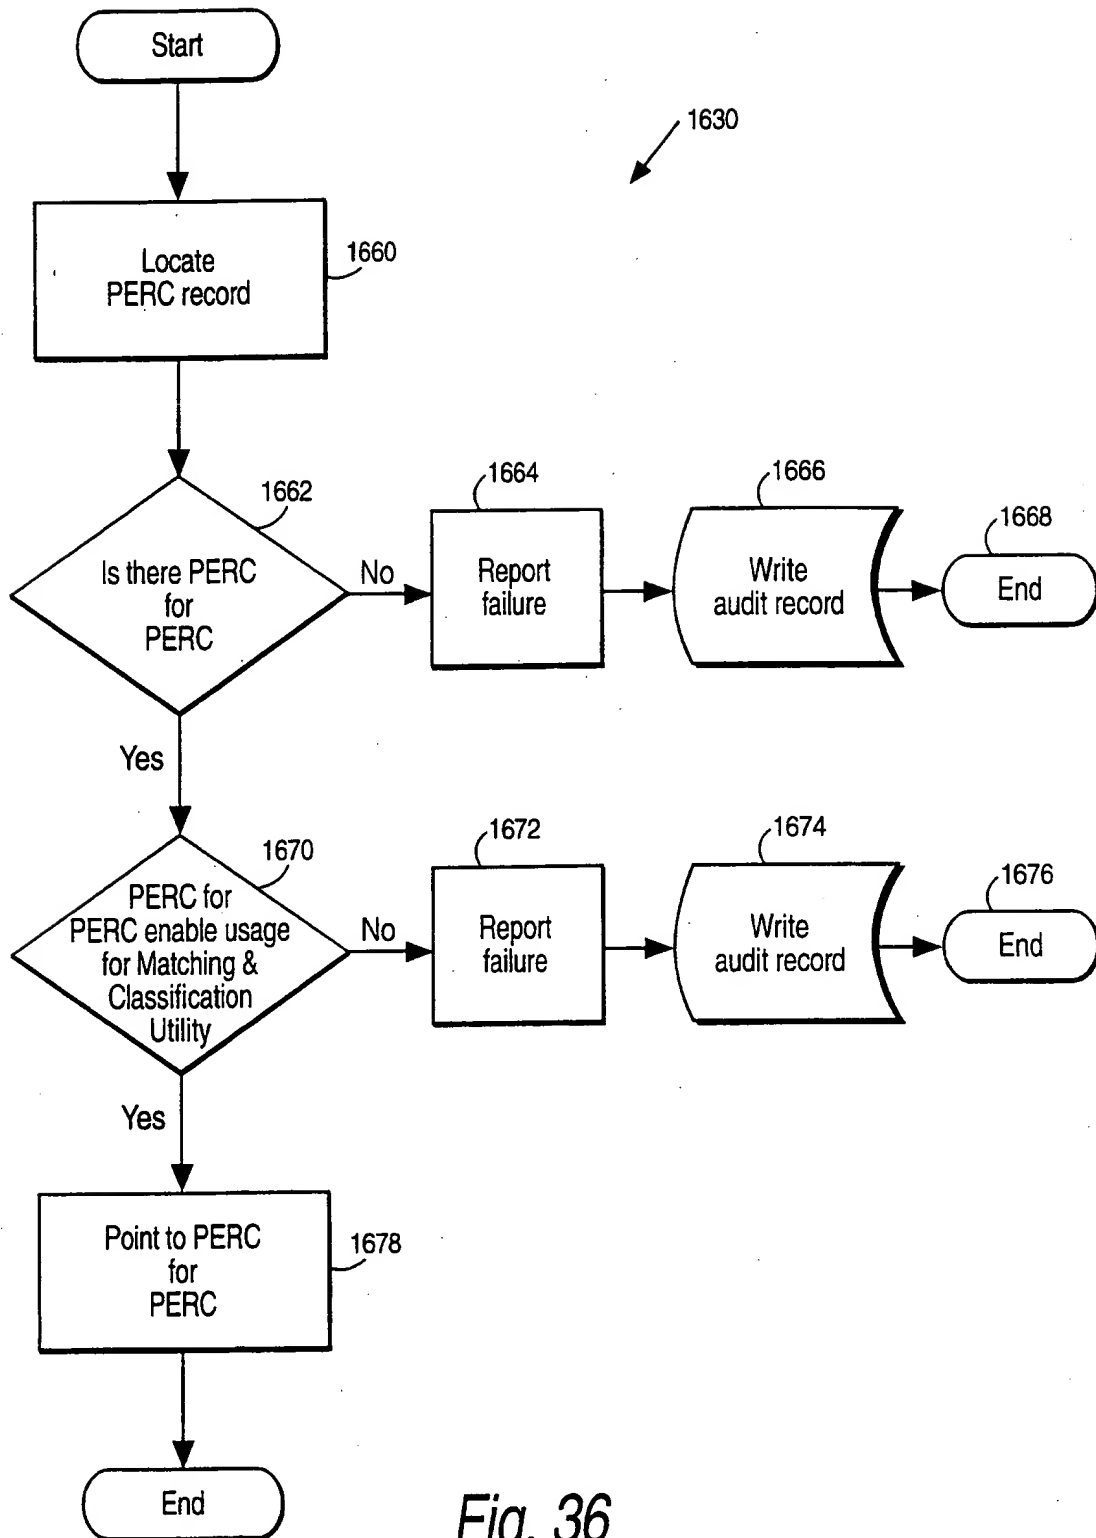 Start
1630
Locate
PERC record
1660
Is there PERC
for
PERC
1662
No
Report
failure
1664
Write
audit record
1666
End
1668
Yes
PERC for
PERC enable usage
for Matching &
Classification
Utility
1670
No
Report
failure
1672
Write
audit record
1674
End
1676
Yes
Point to PERC
for
PERC
1678
End
Fig. 36